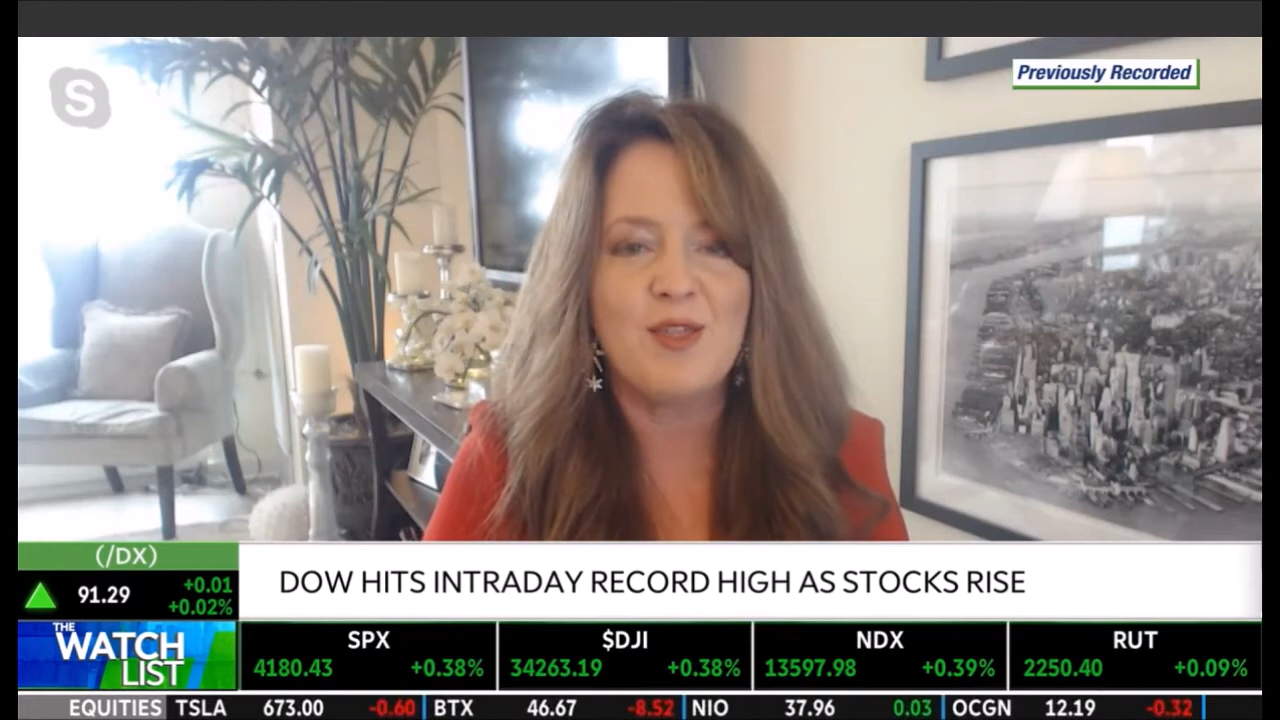 S
Previously Recorded
(/DX)
91.29
+0.01
+0.02%
DOW HITS INTRADAY RECORD HIGH AS STOCKS RISE
THE
WATCH
LIST
SPX
4180.43 +0.38%
$DJI
34263.19 +0.38%
NDX
13597.98 +0.39%
RUT
2250.40 +0.09%
EQUITIES TSLA 673.00 -0.60 BTX 46.67 -8.52 NIO 37.96 0.03 OCGN 12.19 -0.32